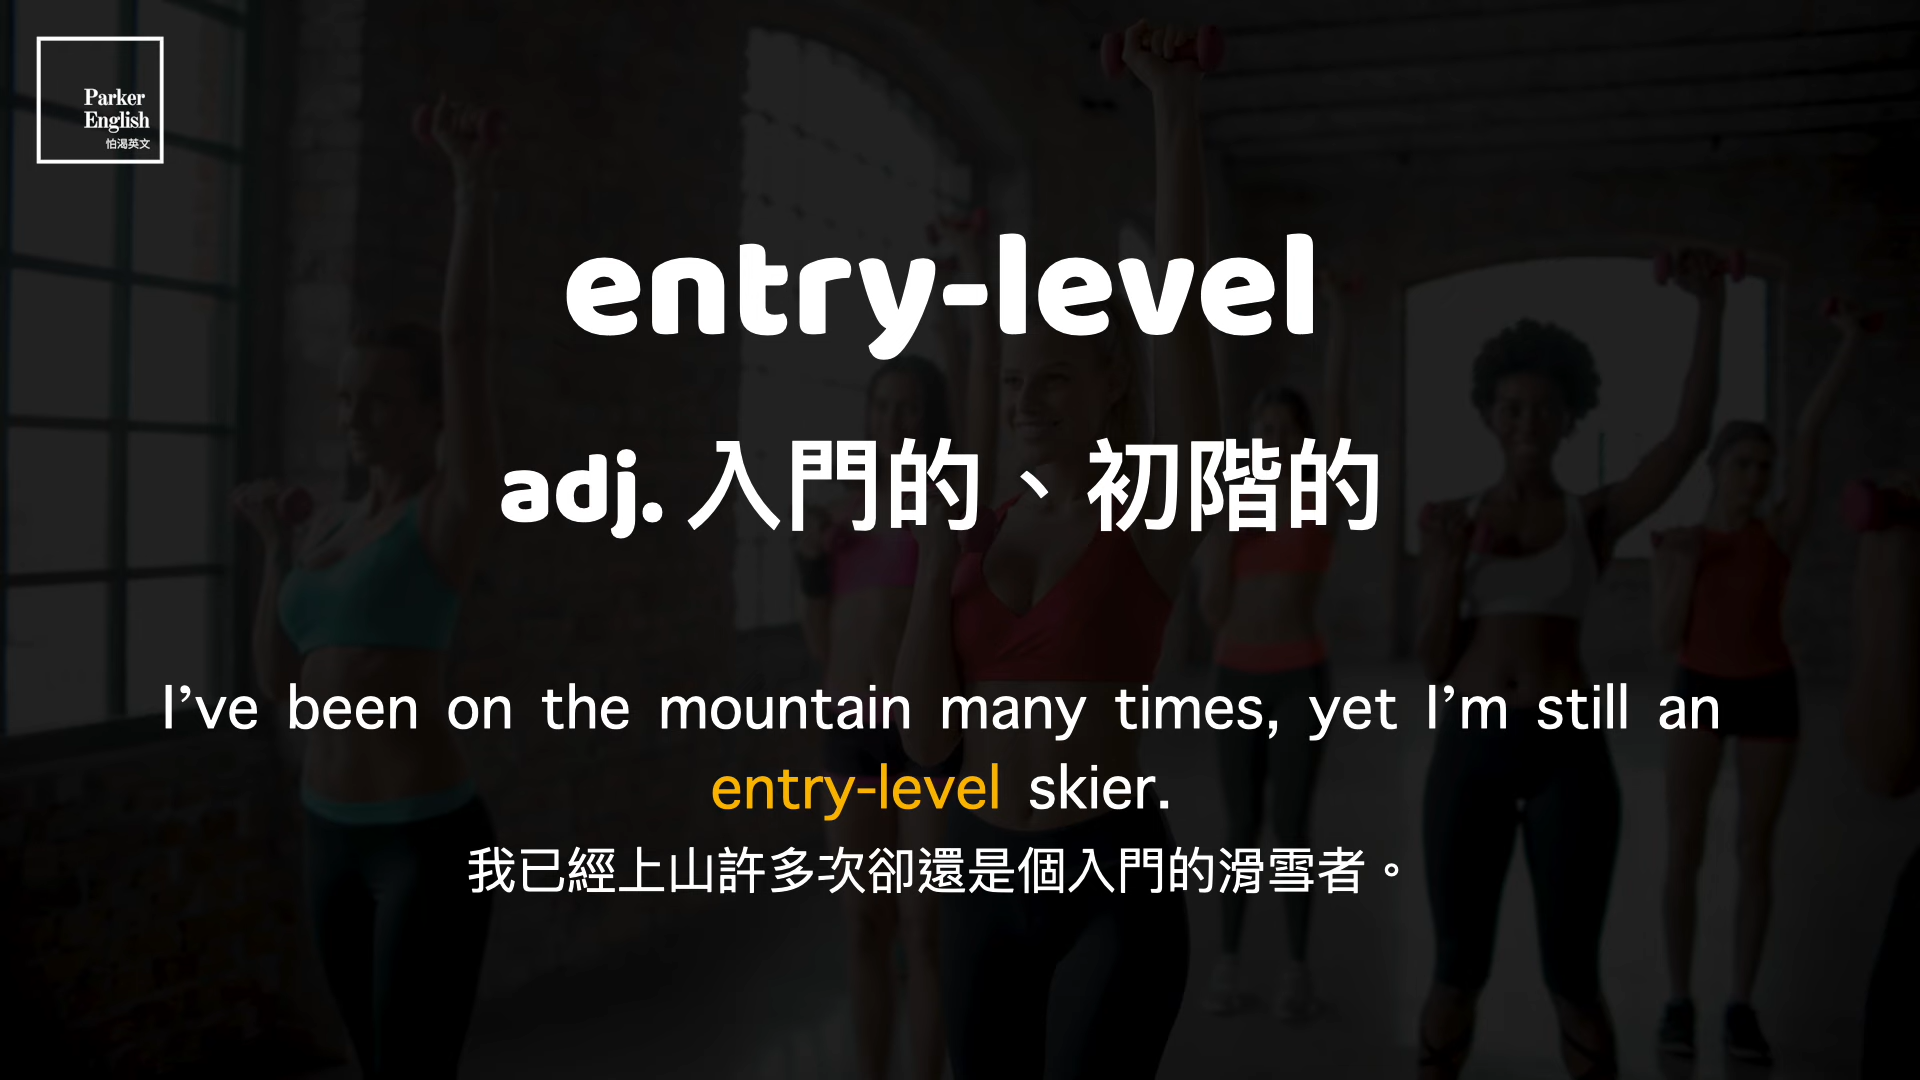 Parker
English
怕渴英文
entry-level
adj. 入門的、初階的
I’ve been on the mountain many times, yet I’m still an
entry-level skier.
我已經上山許多次卻還是個入門的滑雪者。